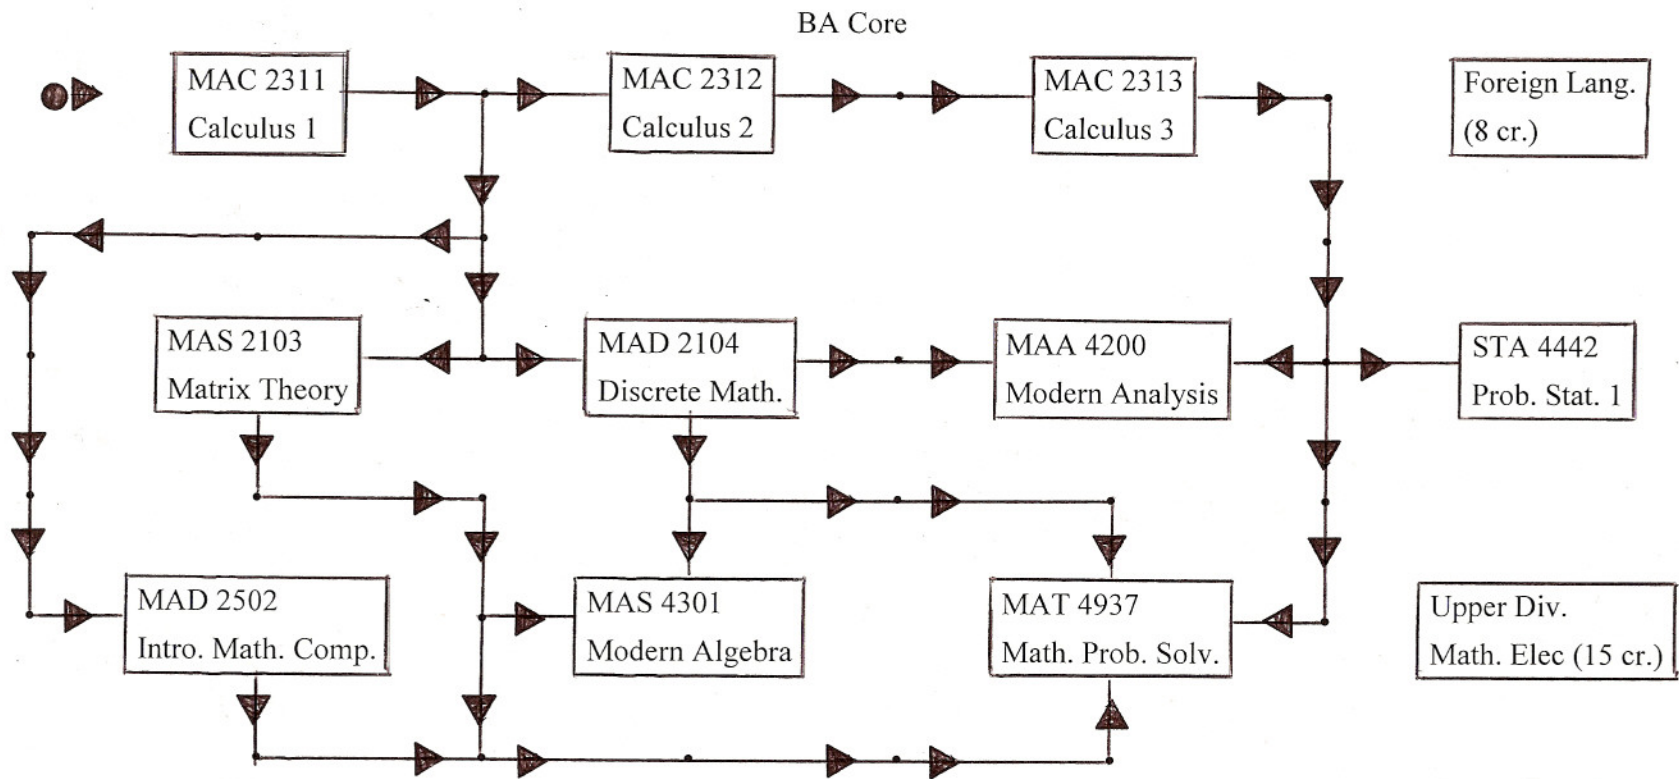 BA Core
MAC 2311
Calculus 1
MAC 2312
Calculus 2
MAC 2313
Calculus 3
Foreign Lang.
(8 cr.)
MAS 2103
Matrix Theory
MAD 2104
Discrete Math.
MAA 4200
Modern Analysis
STA 4442
Prob. Stat. 1
MAD 2502
Intro. Math. Comp.
MAS 4301
Modern Algebra
MAT 4937
Math. Prob. Solv.
Upper Div.
Math. Elec (15 cr.)